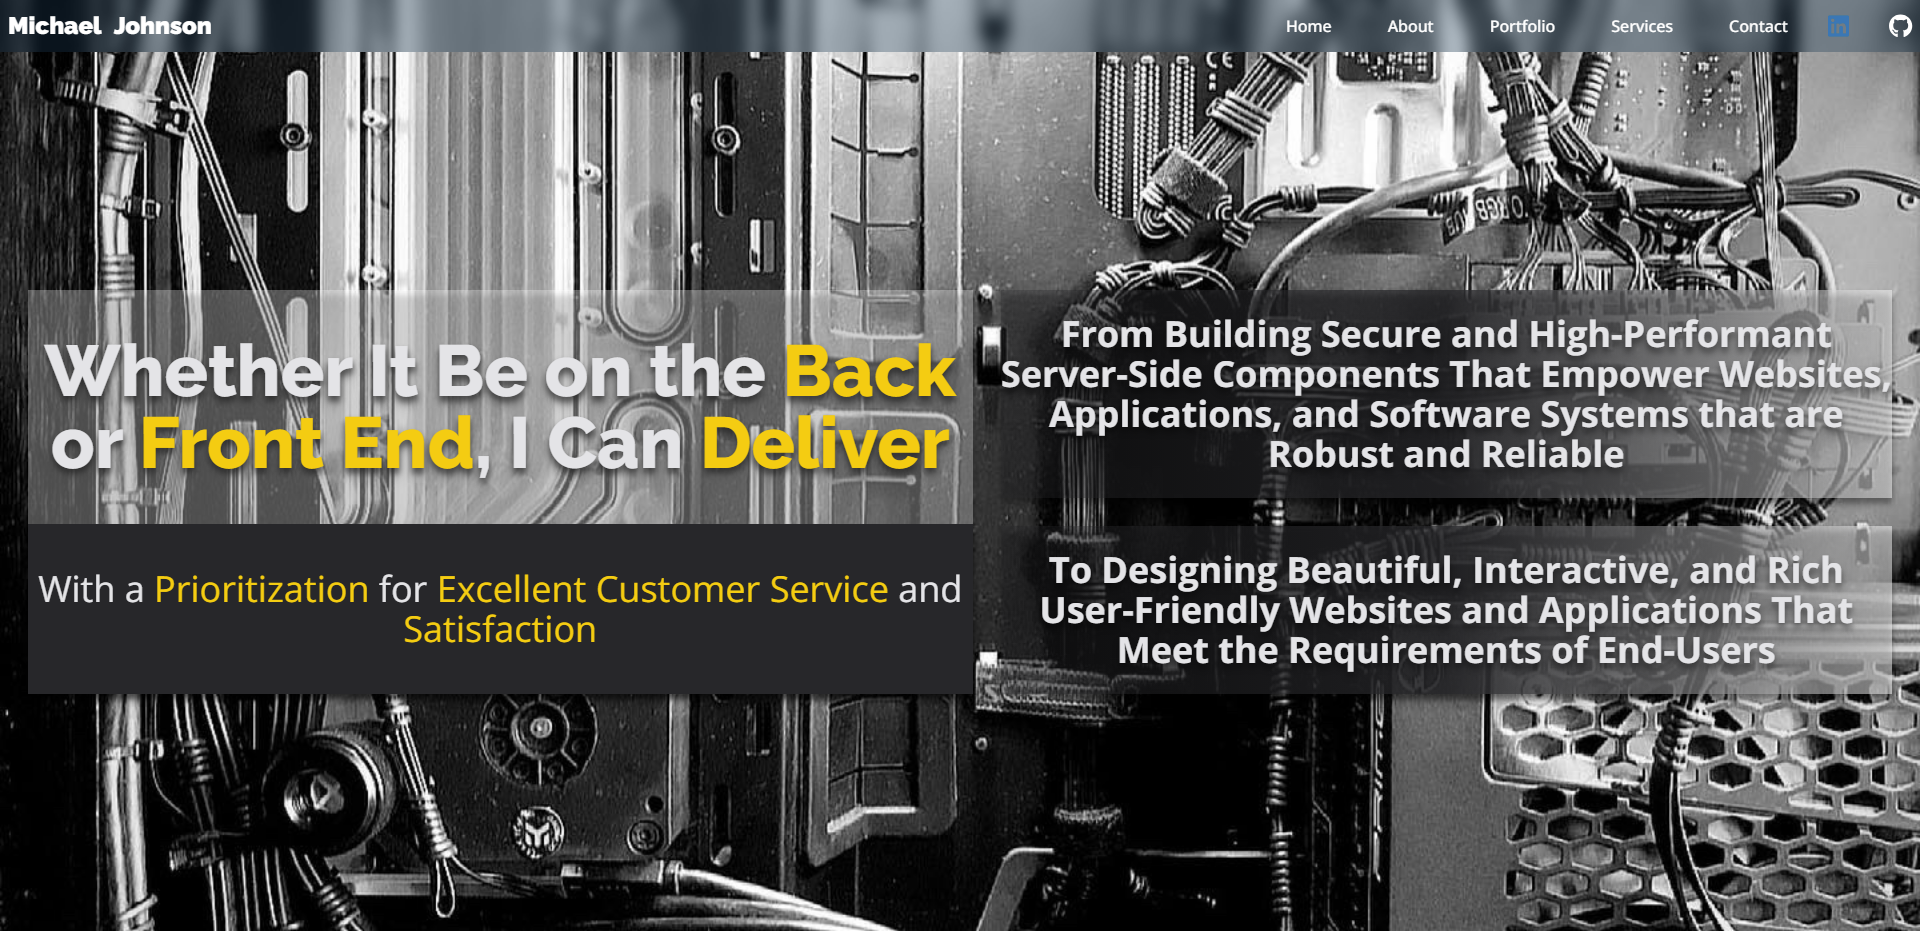 Michael Johnson
Home About Portfolio Services Contact in
Whether It Be on the Back
or Front End, I Can Deliver
With a Prioritization for Excellent Customer Service and
Satisfaction
From Building Secure and High-Performant
Server-Side Components That Empower Websites,
Applications, and Software Systems that are
Robust and Reliable
To Designing Beautiful, Interactive, and Rich
User-Friendly Websites and Applications That
Meet the Requirements of End-Users